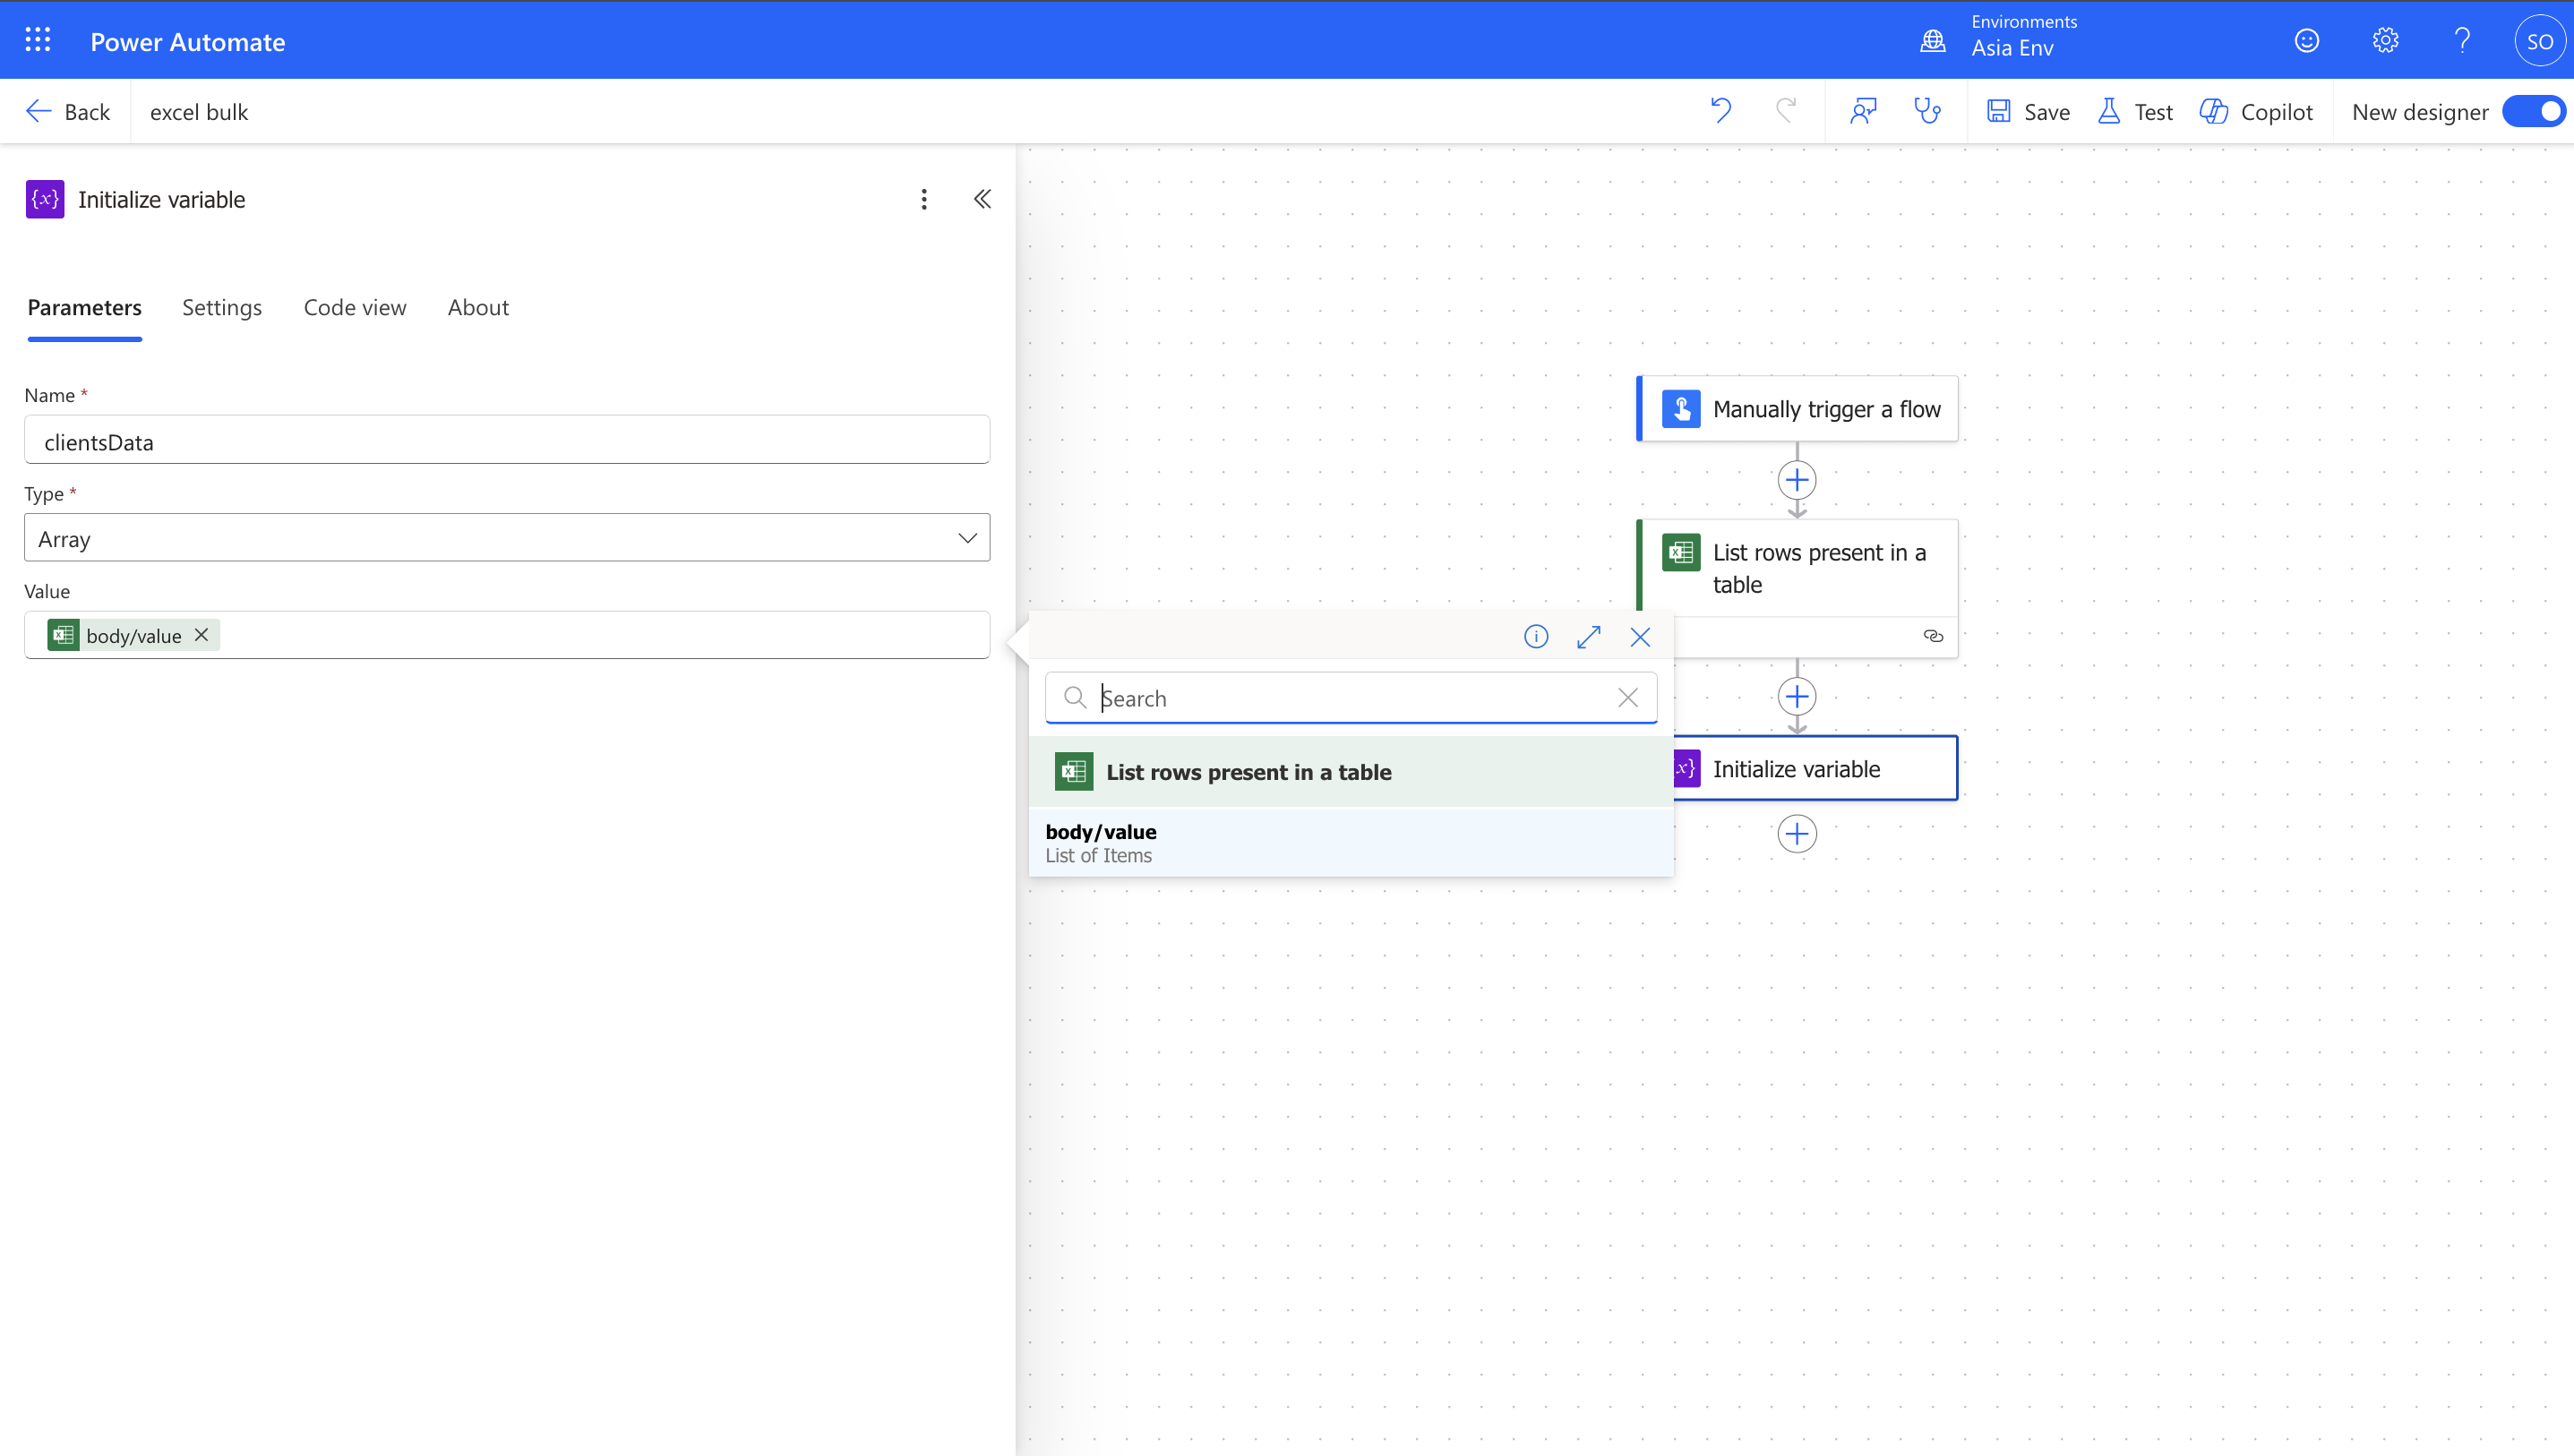 Power Automate
Environments
Asia Env
SO
Back
excel bulk
Save
Test
Copilot
New designer
{x} Initialize variable
Parameters
Settings
Code view
About
Name *
clientsData
Type *
Array
Value
body/value
Search
List rows present in a table
body/value
List of Items
Manually trigger a flow
List rows present in a
table
Initialize variable